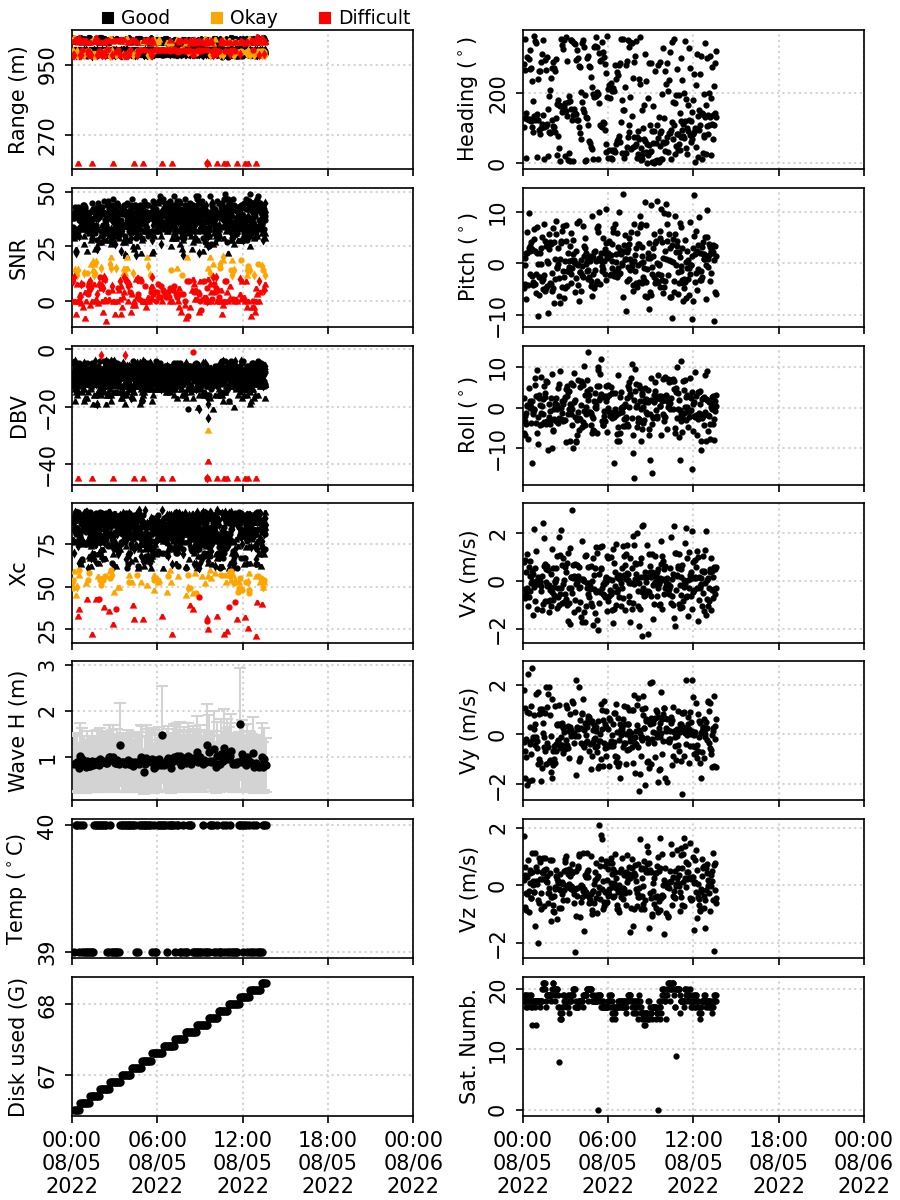 Good Okay Difficult
Range (m)
950
270
Heading (°)
200
0
SNR
50
25
0
Pitch (°)
10
0
−10
DBV
0
−20
−40
Roll (°)
10
0
−10
Xc
75
50
25
Vx (m/s)
2
0
−2
Wave H (m)
3
2
1
Vy (m/s)
2
0
−2
Temp (°C)
40
39
Vz (m/s)
2
0
−2
Disk used (G)
68
67
Sat. Numb.
20
10
0
00:00 06:00 12:00 18:00 00:00
08/05 08/05 08/05 08/05 08/06
2022 2022 2022 2022 2022
00:00 06:00 12:00 18:00 00:00
08/05 08/05 08/05 08/05 08/06
2022 2022 2022 2022 2022